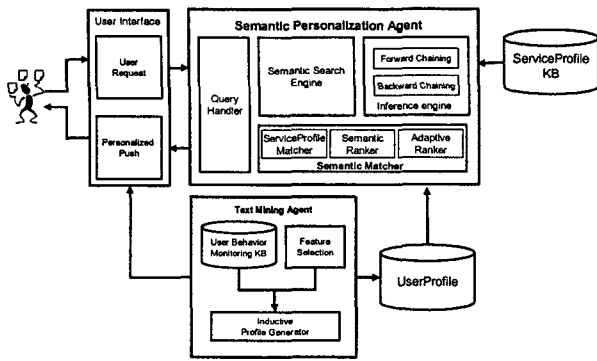 User Interface
User
Request
Personalized
Push
Semantic Personalization Agent
Query
Handler
Semantic Search
Engine
Forward Chaining
Backward Chaining
Inference engine
ServiceProfile
Matcher
Semantic
Ranker
Adaptive
Ranker
Semantic Matcher
ServiceProfile
KB
Text Mining Agent
User Behavior
Monitoring KB
Feature
Selection
Inductive
Profile Generator
UserProfile